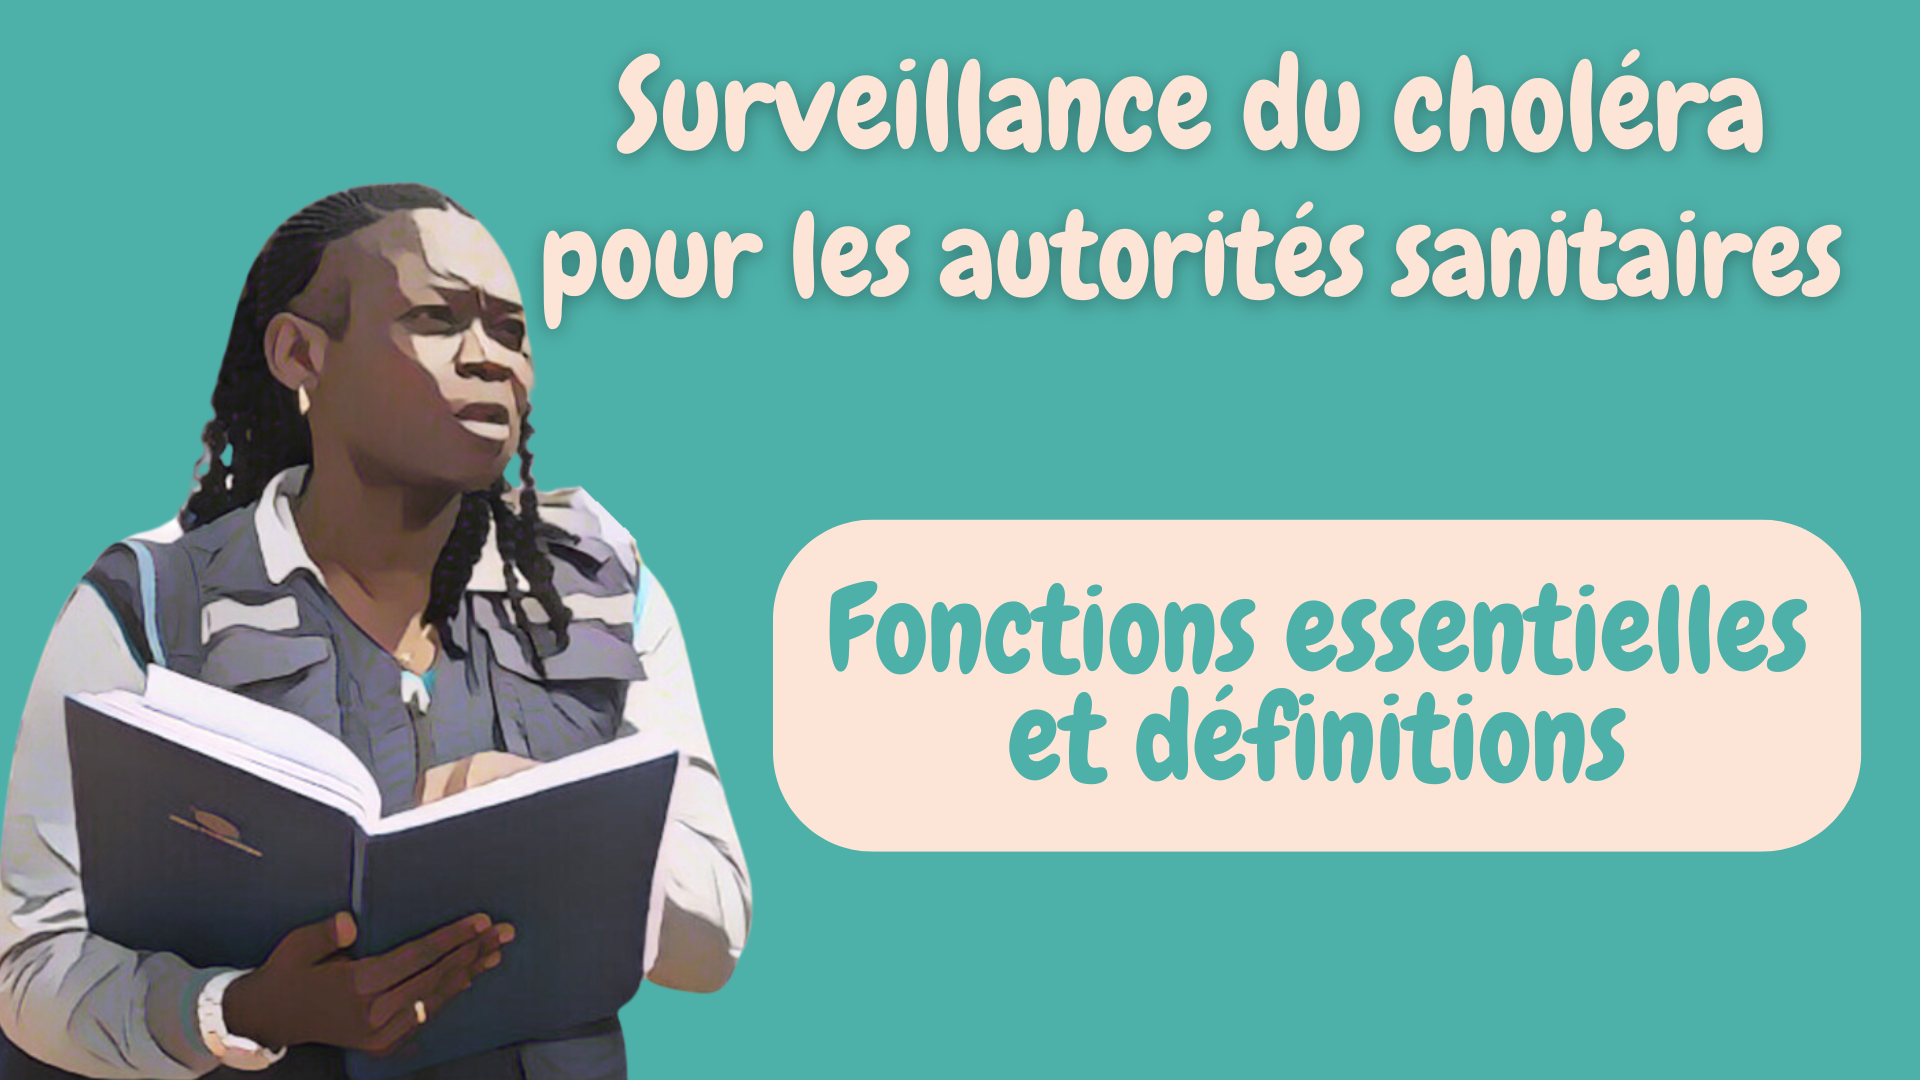 Surveillance du choléra
pour les autorités sanitaires
Fonctions essentielles
et définitions